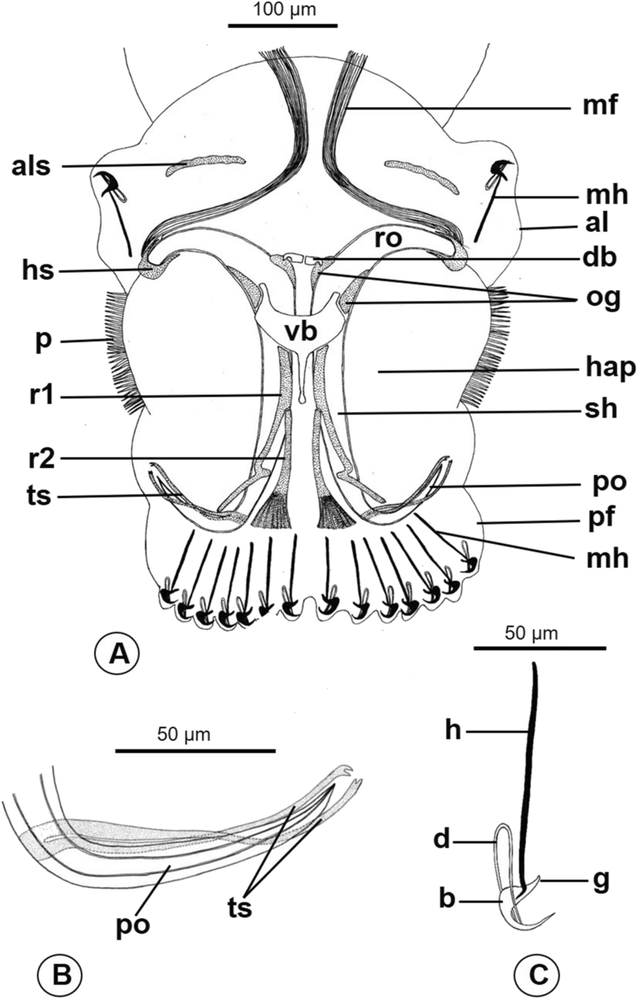 100 µm
mf
als
mh
al
ro
db
hs
og
vb
p
hap
r1
sh
r2
po
ts
pf
mh
A
50 µm
h
50 µm
d
g
b
ts
po
B
C